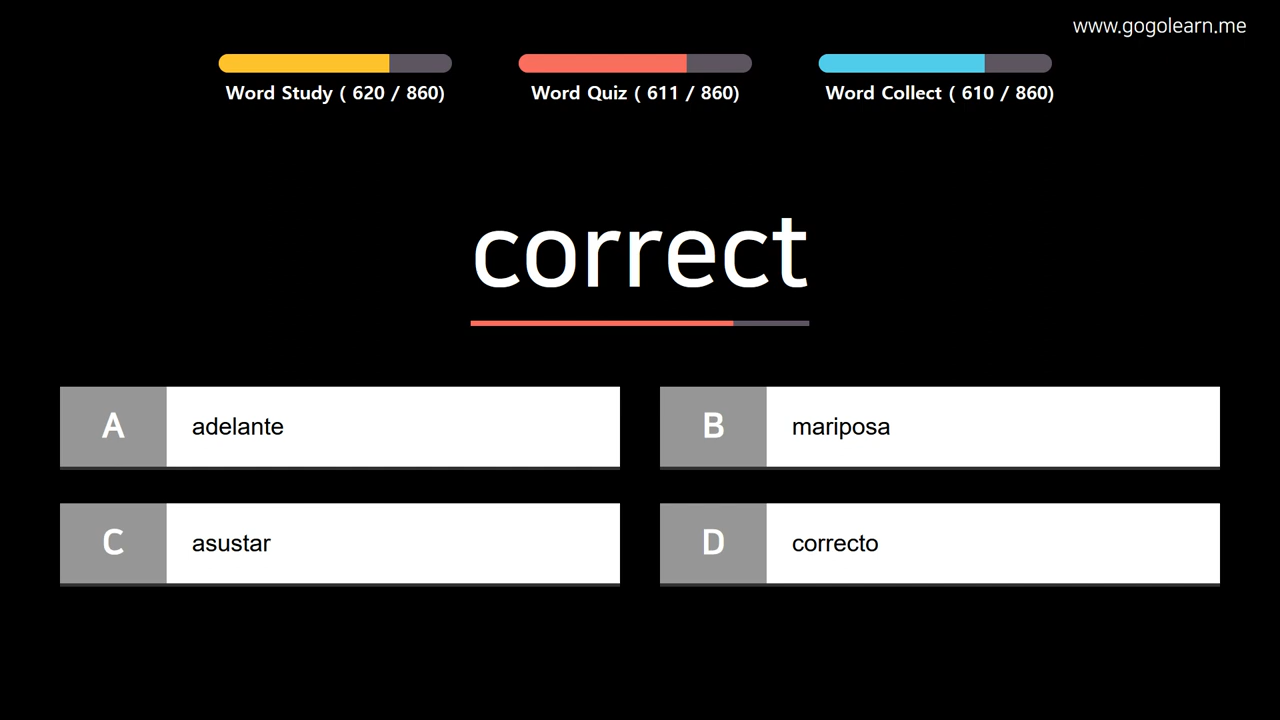 www.gogolearn.me
Word Study ( 620 / 860)
Word Quiz ( 611 / 860)
Word Collect ( 610 / 860)
correct
A adelante
B mariposa
C asustar
D correcto